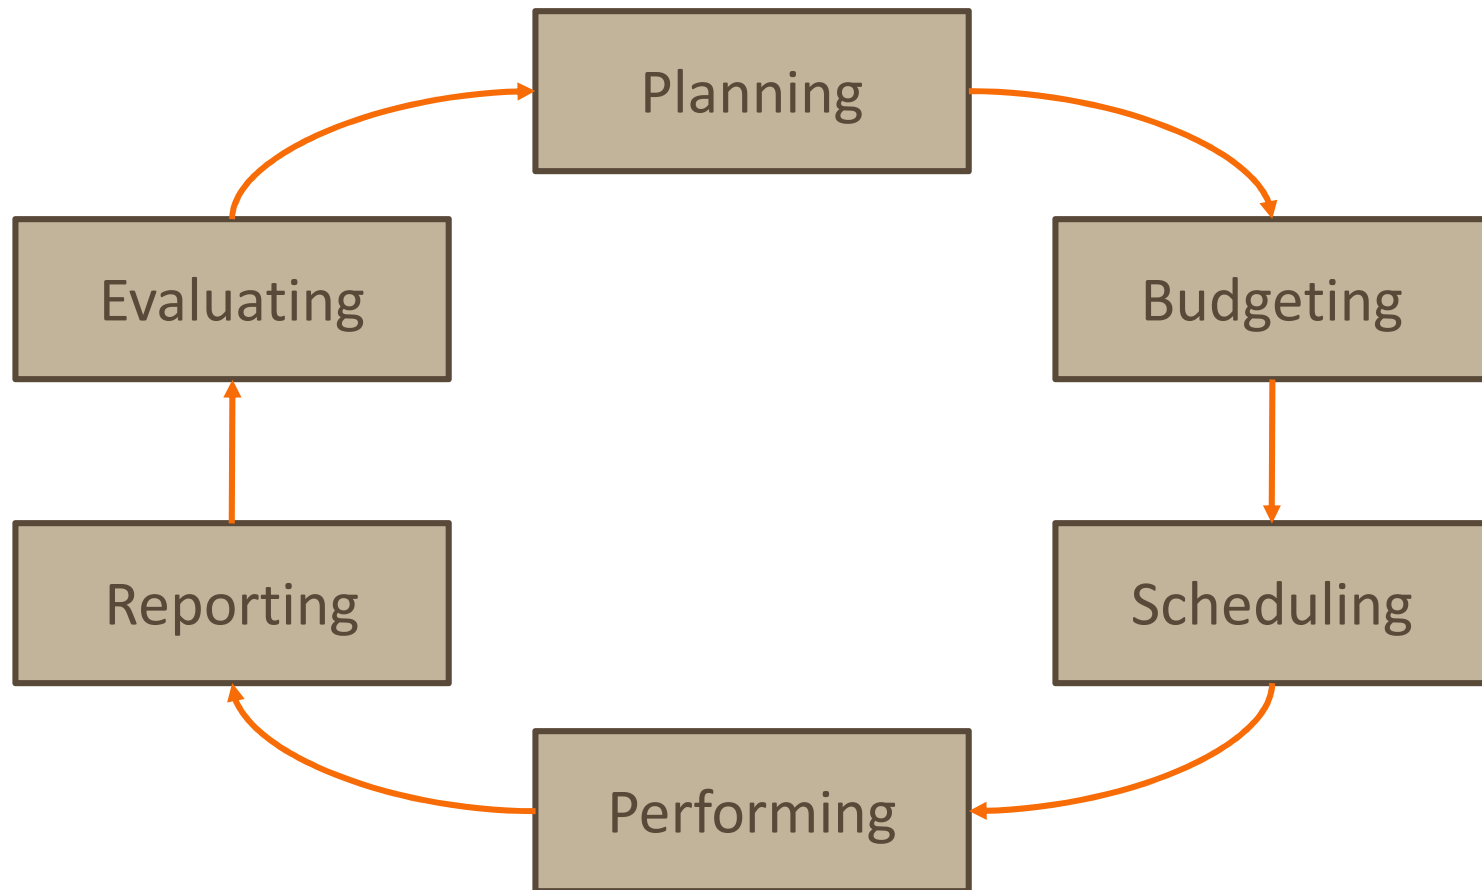 Planning
Budgeting
Scheduling
Performing
Reporting
Evaluating